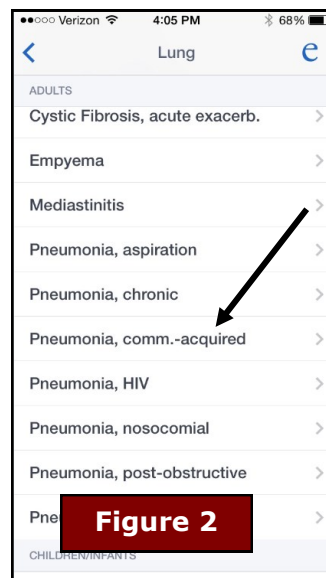 Verizon 4:05 PM 68%
Lung e
ADULTS
Cystic Fibrosis, acute exacerb.
Empyema
Mediastinitis
Pneumonia, aspiration
Pneumonia, chronic
Pneumonia, comm.-acquired
Pneumonia, HIV
Pneumonia, nosocomial
Pneumonia, post-obstructive
Figure 2
CHILDREN/INFANTS